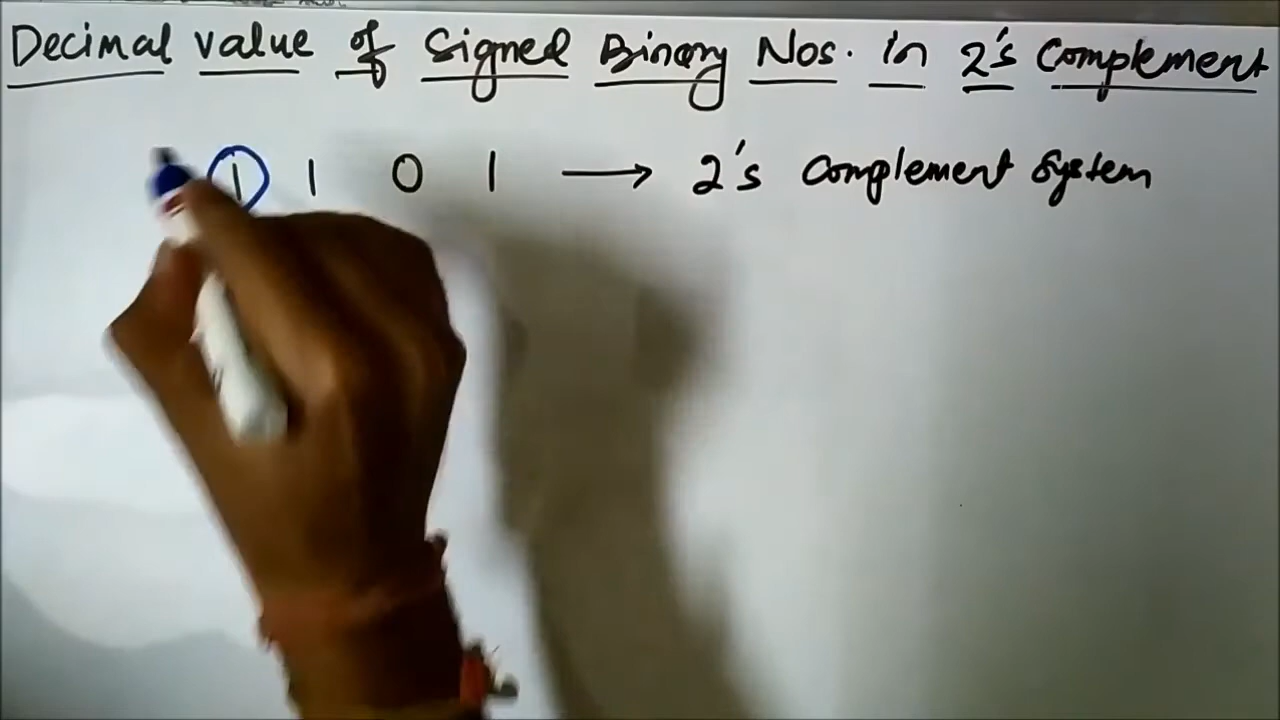 Decimal value of Signed Binary Nos. in 2's Complement
1 1 0 1 → 2's Complement System